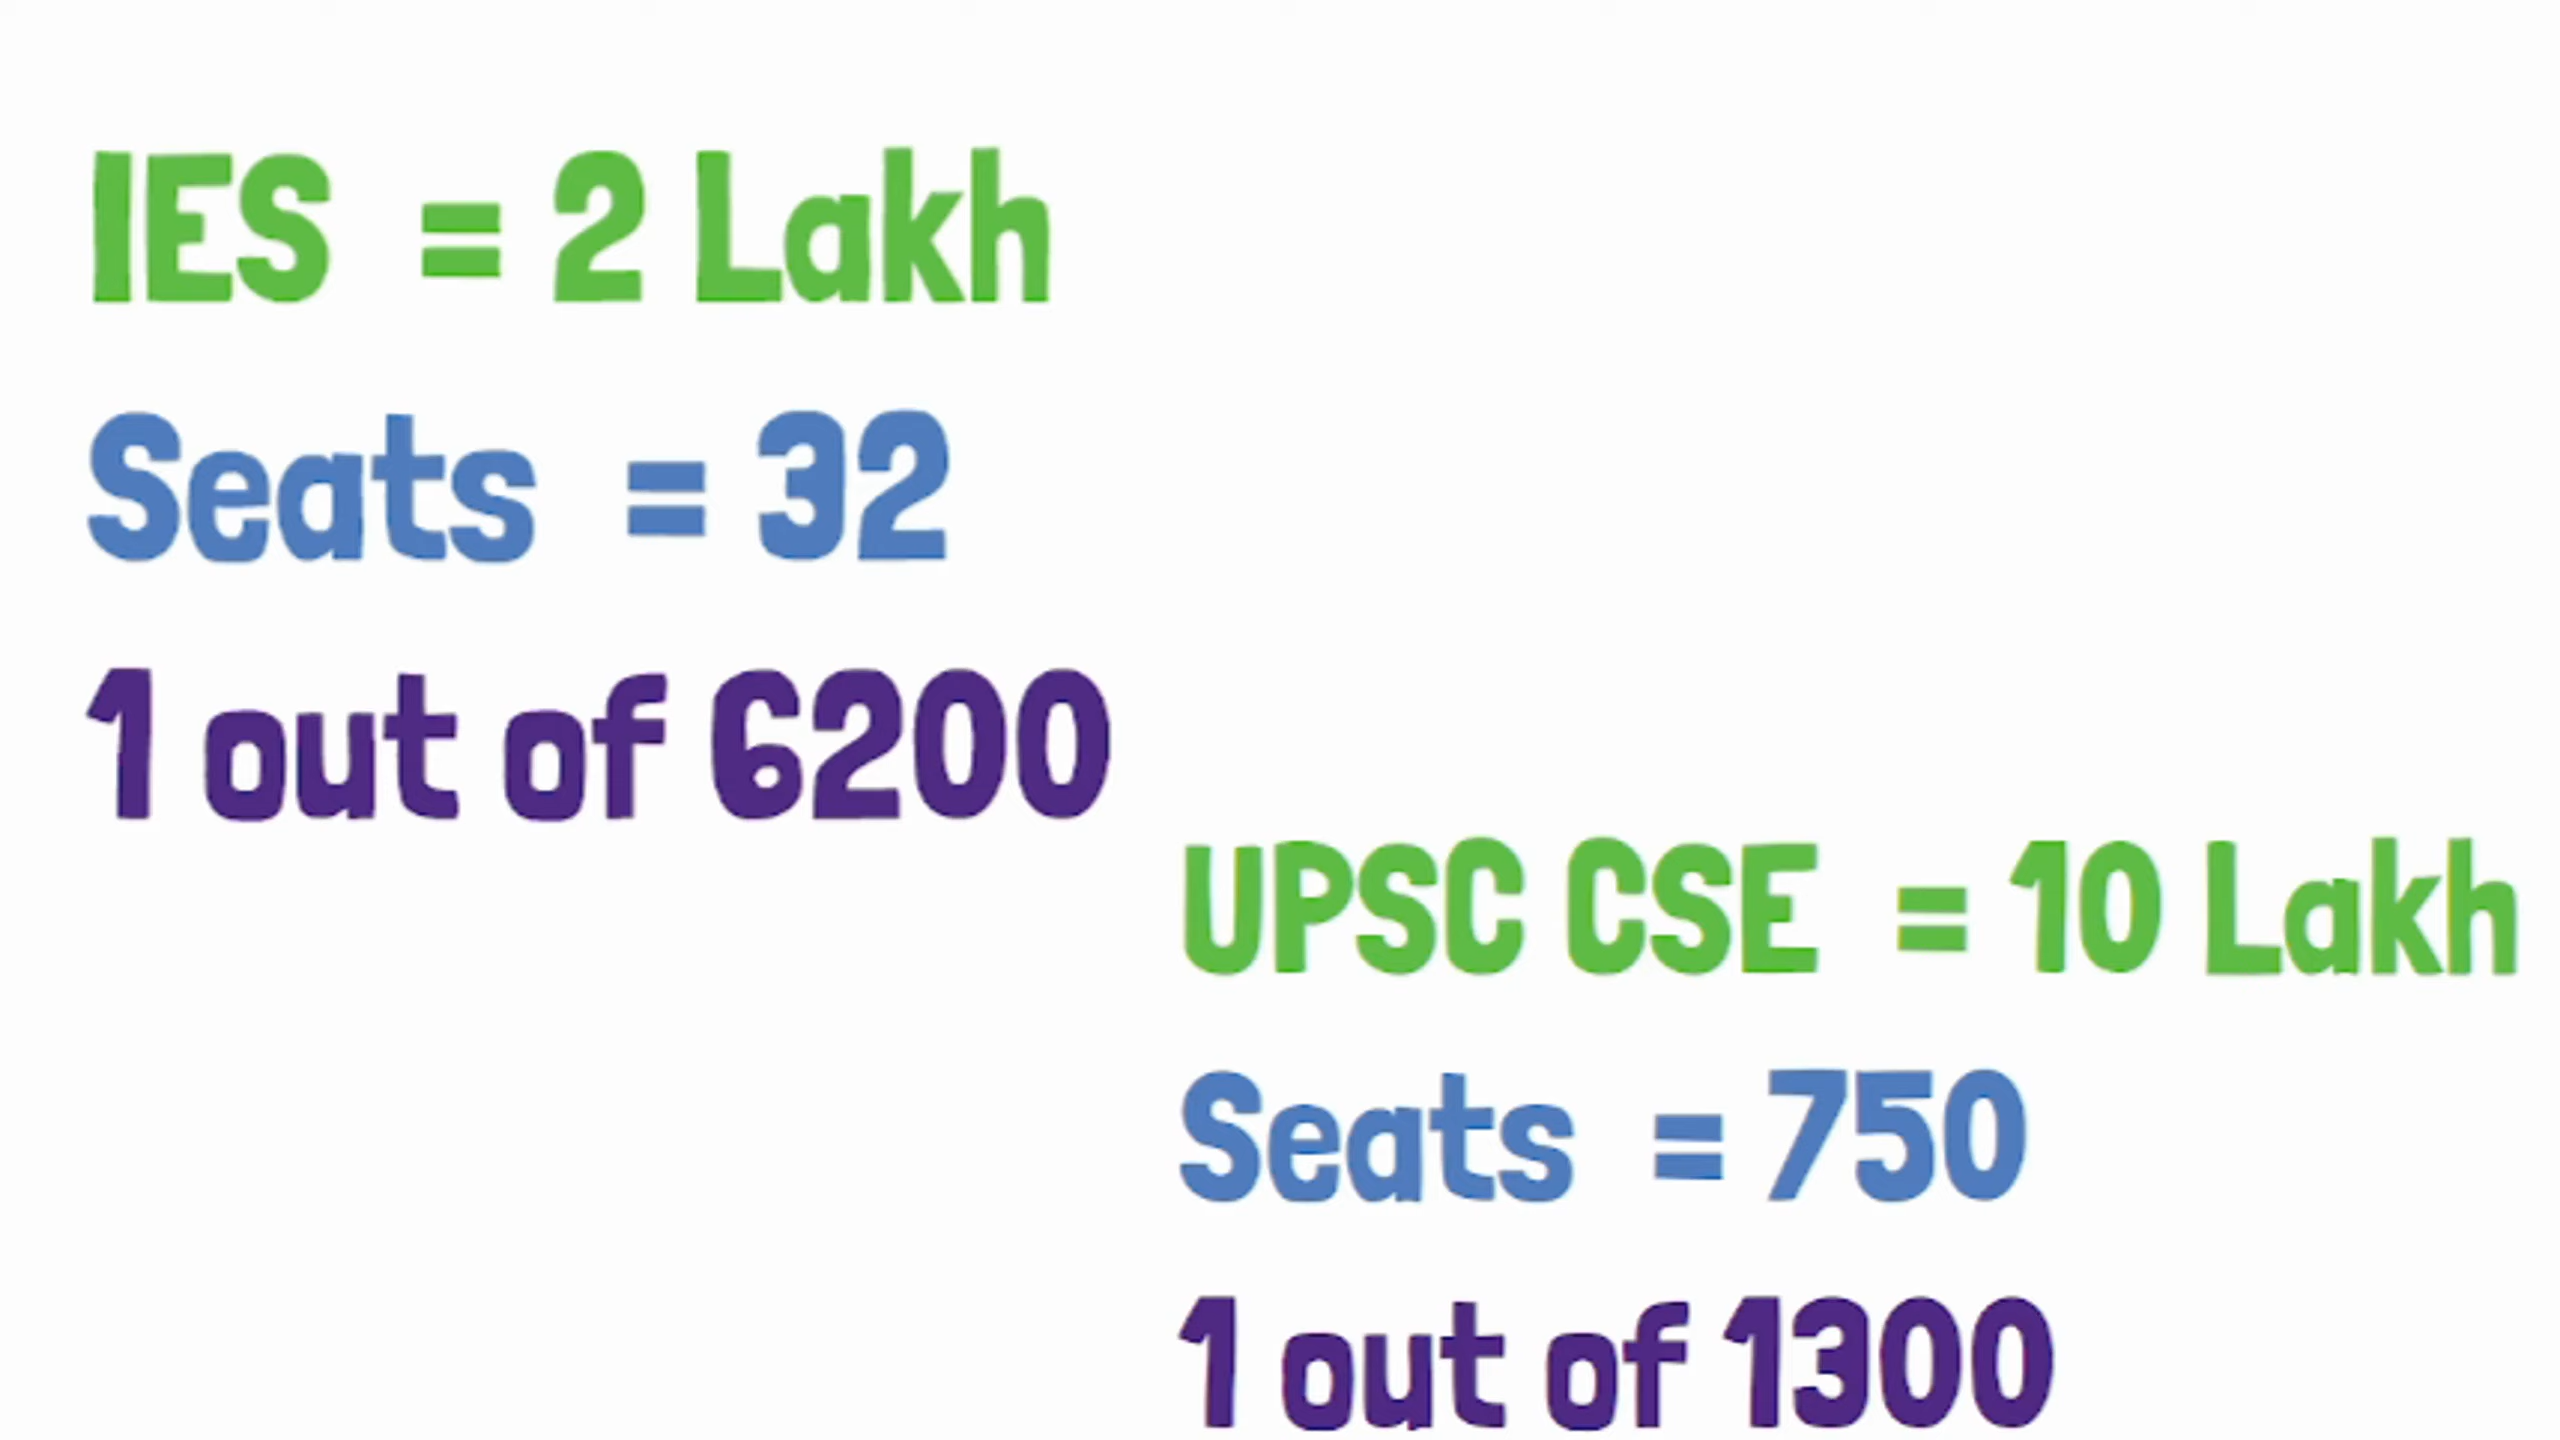 IES = 2 Lakh
Seats = 32
1 out of 6200
UPSC CSE = 10 Lakh
Seats = 750
1 out of 1300